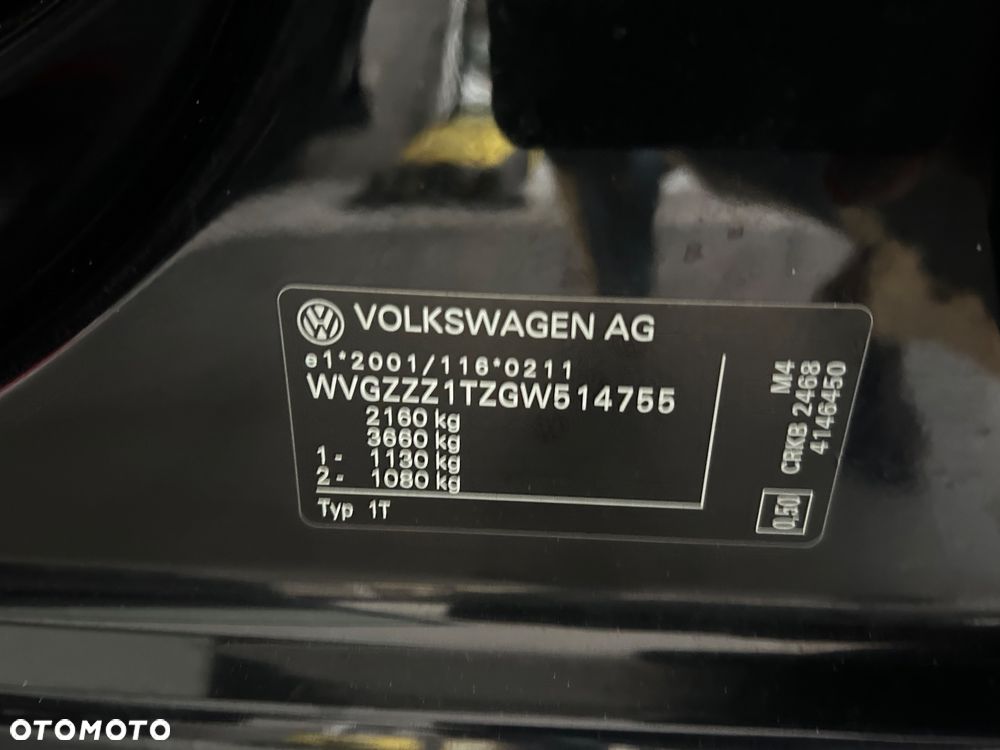 VOLKSWAGEN AG
e1*2001/116*0211
WVGZZZ1TZGW514755
2160 kg
3660 kg
1 - 1130 kg
2 - 1080 kg
Typ 1T
M4
CRKB 2468
4146450
0.50
OTOMOTO